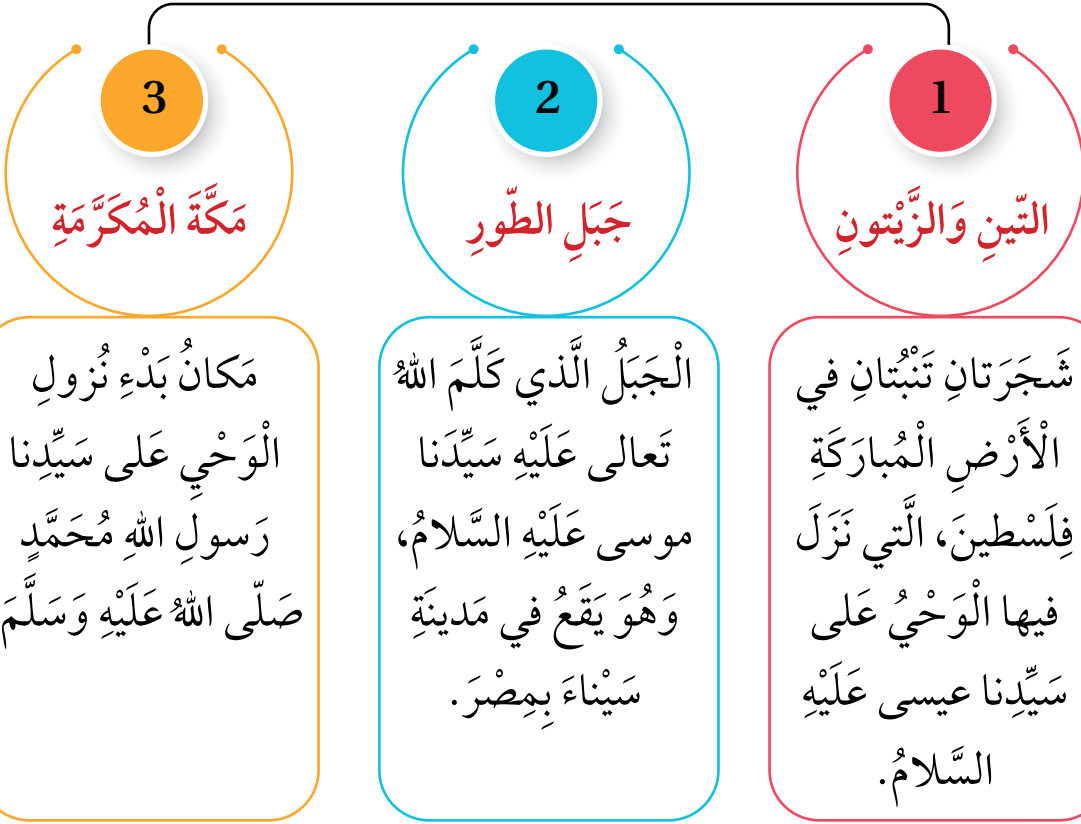 1
التّينِ وَالزَّيْتونِ
شَجَرَتانِ تَنْبُتانِ في
الْأَرْضِ الْمُبارَكَةِ
فِلَسْطينَ، الَّتي نَزَلَ
فيها الْوَحْيُ عَلى
سَيِّدِنا عيسى عَلَيْهِ
السَّلامُ.
2
جَبَلِ الطّورِ
الْجَبَلُ الَّذي كَلَّمَ اللهُ
تَعالى عَلَيْهِ سَيِّدَنا
موسى عَلَيْهِ السَّلامُ،
وَهُوَ يَقَعُ في مَدينَةِ
سَيْناءَ بِمِصْرَ.
3
مَكَّةَ الْمُكَرَّمَةِ
مَكانُ بَدْءِ نُزولِ
الْوَحْيِ عَلى سَيِّدِنا
رَسولِ اللهِ مُحَمَّدٍ
صَلّى اللهُ عَلَيْهِ وَسَلَّمَ